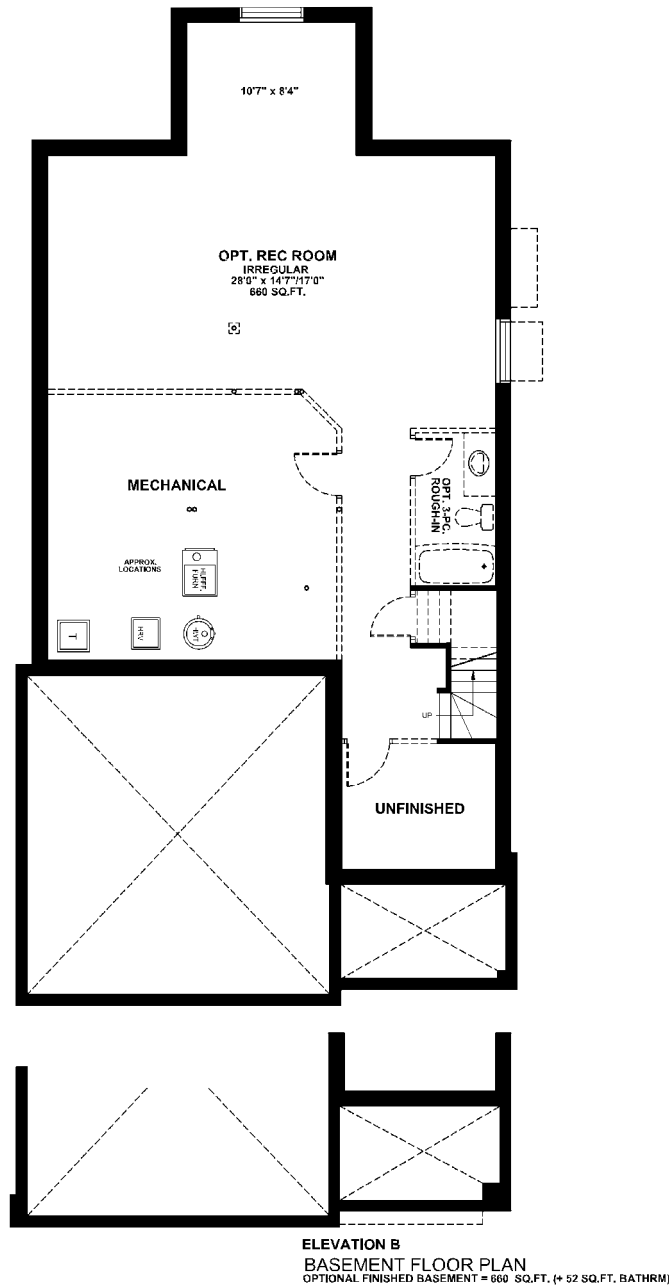 10'7" x 8'4"
OPT. REC ROOM
IRREGULAR
28'0" x 14'7"/17'0"
660 SQ.FT.
MECHANICAL
OPT. 3-PC.
ROUGH-IN
APPROX.
LOCATIONS
FURN
T
HRV
HWT
UP
UNFINISHED
ELEVATION B
BASEMENT FLOOR PLAN
OPTIONAL FINISHED BASEMENT = 660 SQ.FT. (+ 52 SQ.FT. BATHRM